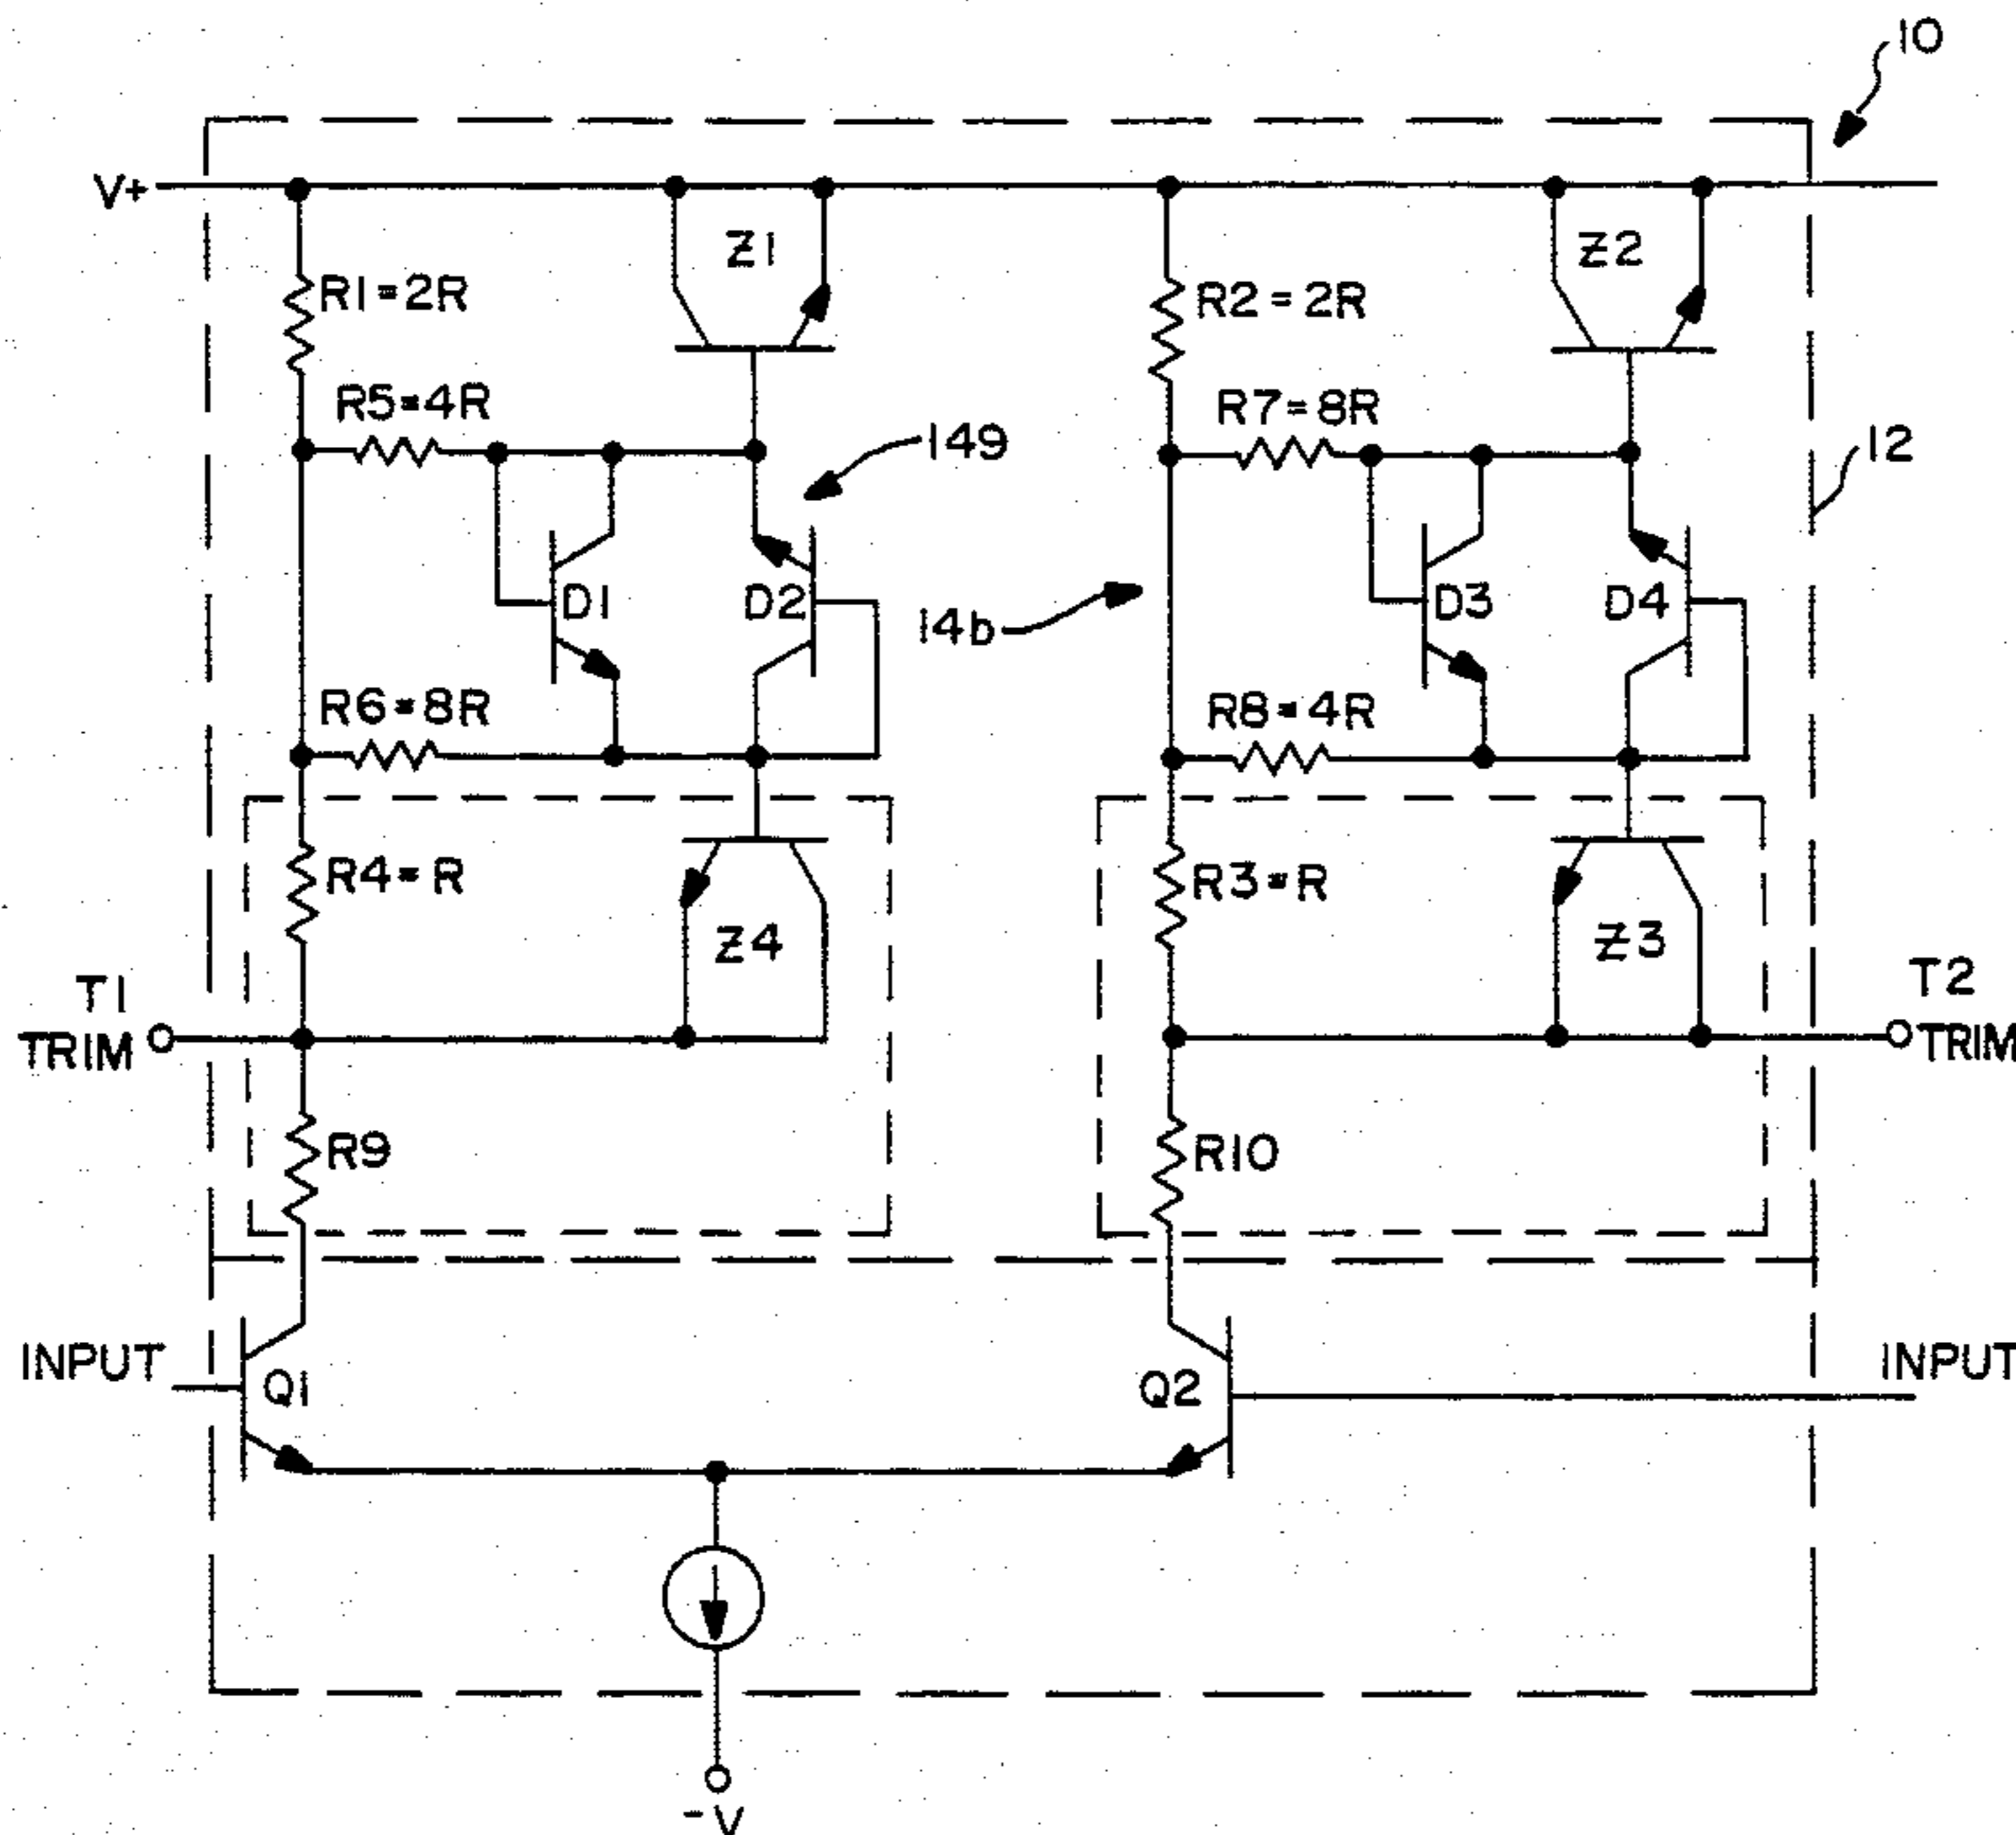 10
V+
Z1
Z2
R1=2R
R2=2R
R5=4R
R7=8R
149
12
D1
D2
D3
D4
14b
R6=8R
R8=4R
R4=R
R3=R
Z4
Z3
T1
TRIM
T2
TRIM
R9
R10
INPUT
Q1
Q2
INPUT
-V